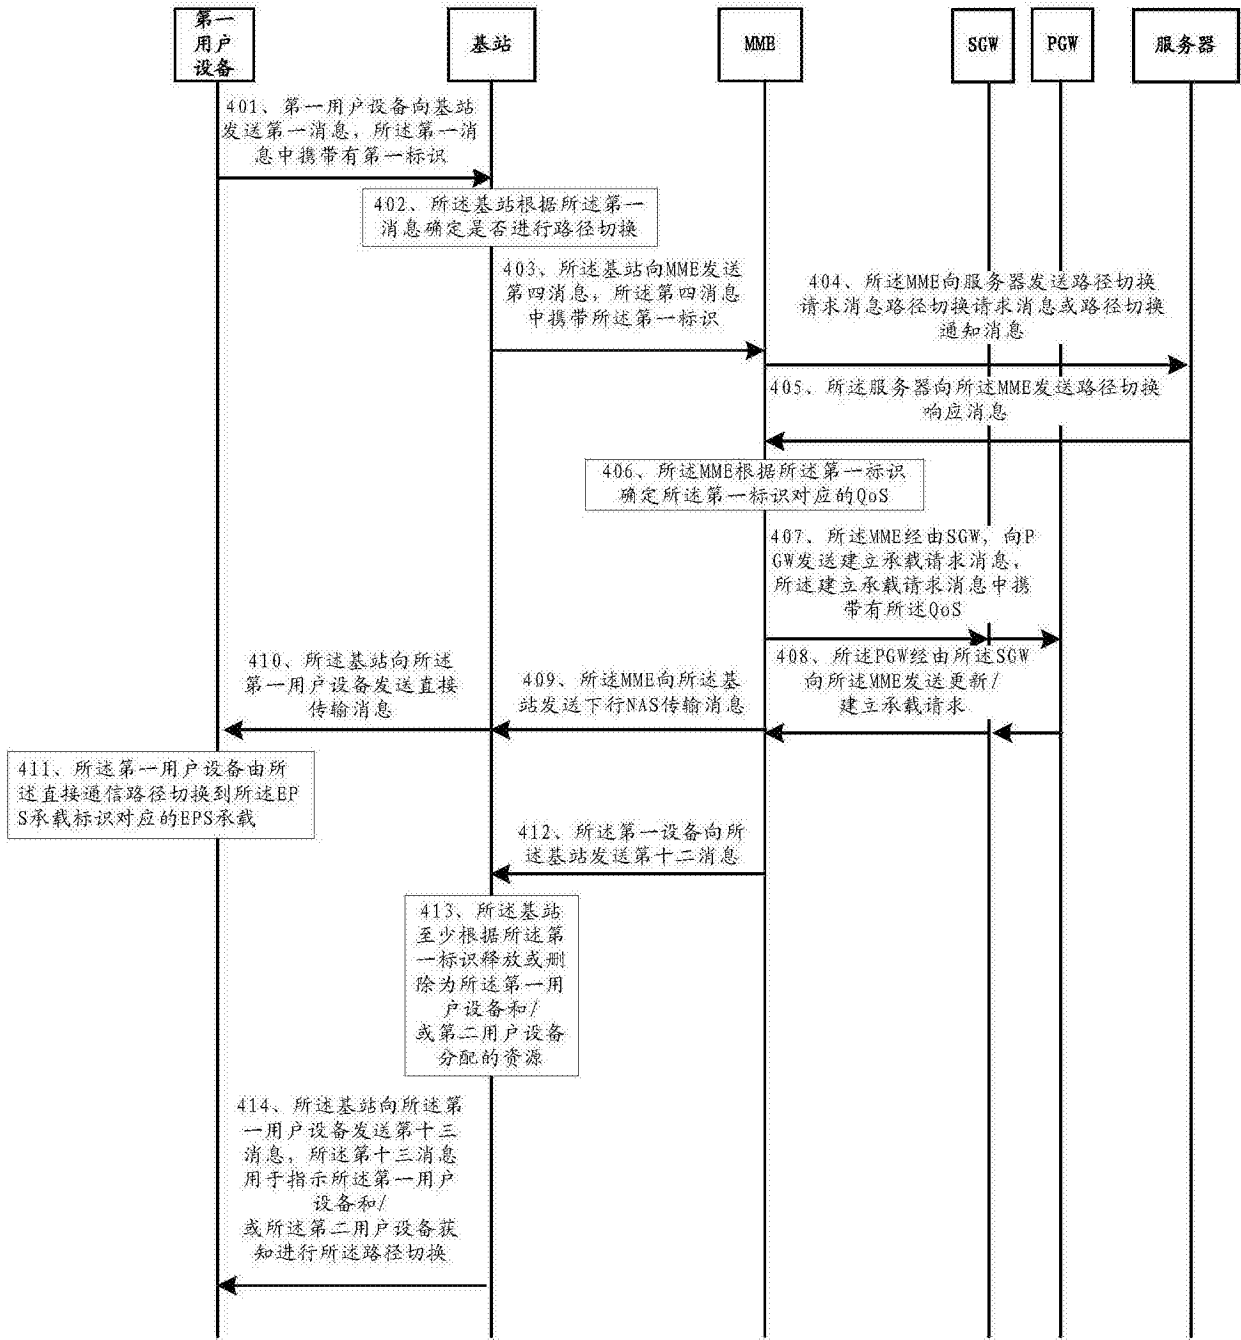 第一
用户
设备
基站
MME
SGW
PGW
服务器
401、第一用户设备向基站
发送第一消息，所述第一消
息中携带有第一标识
402、所述基站根据所述第一
消息确定是否进行路径切换
403、所述基站向MME发送
第四消息，所述第四消息
中携带所述第一标识
404、所述MME向服务器发送路径切换
请求消息路径切换请求消息或路径切换
通知消息
405、所述服务器向所述MME发送路径切换
响应消息
406、所述MME根据所述第一标识
确定所述第一标识对应的QoS
407、所述MME经由SGW，向P
GW发送建立承载请求消息，
所述建立承载请求消息中携
带有所述QoS
408、所述PGW经由所述SGW
向所述MME发送更新/
建立承载请求
409、所述MME向所述基
站发送下行NAS传输消息
410、所述基站向所述
第一用户设备发送直接
传输消息
411、所述第一用户设备由所
述直接通信路径切换到所述EP
S承载标识对应的EPS承载
412、所述第一设备向所
述基站发送第十二消息
413、所述基站
至少根据所述第
一标识释放或删
除为所述第一用
户设备和/
或第二用户设备
分配的资源
414、所述基站向所述第
一用户设备发送第十三
消息，所述第十三消息
用于指示所述第一用户
设备和/
或所述第二用户设备获
知进行所述路径切换